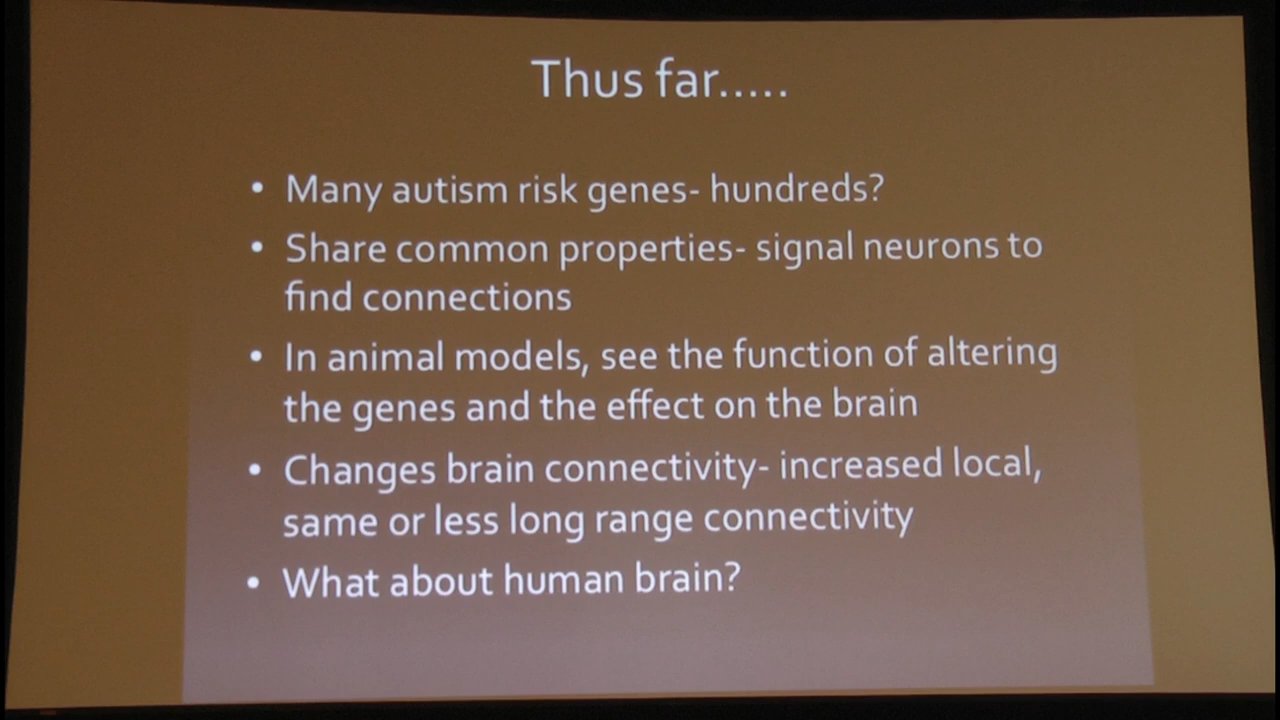 Thus far.....
• Many autism risk genes- hundreds?
• Share common properties- signal neurons to
find connections
• In animal models, see the function of altering
the genes and the effect on the brain
• Changes brain connectivity- increased local,
same or less long range connectivity
• What about human brain?